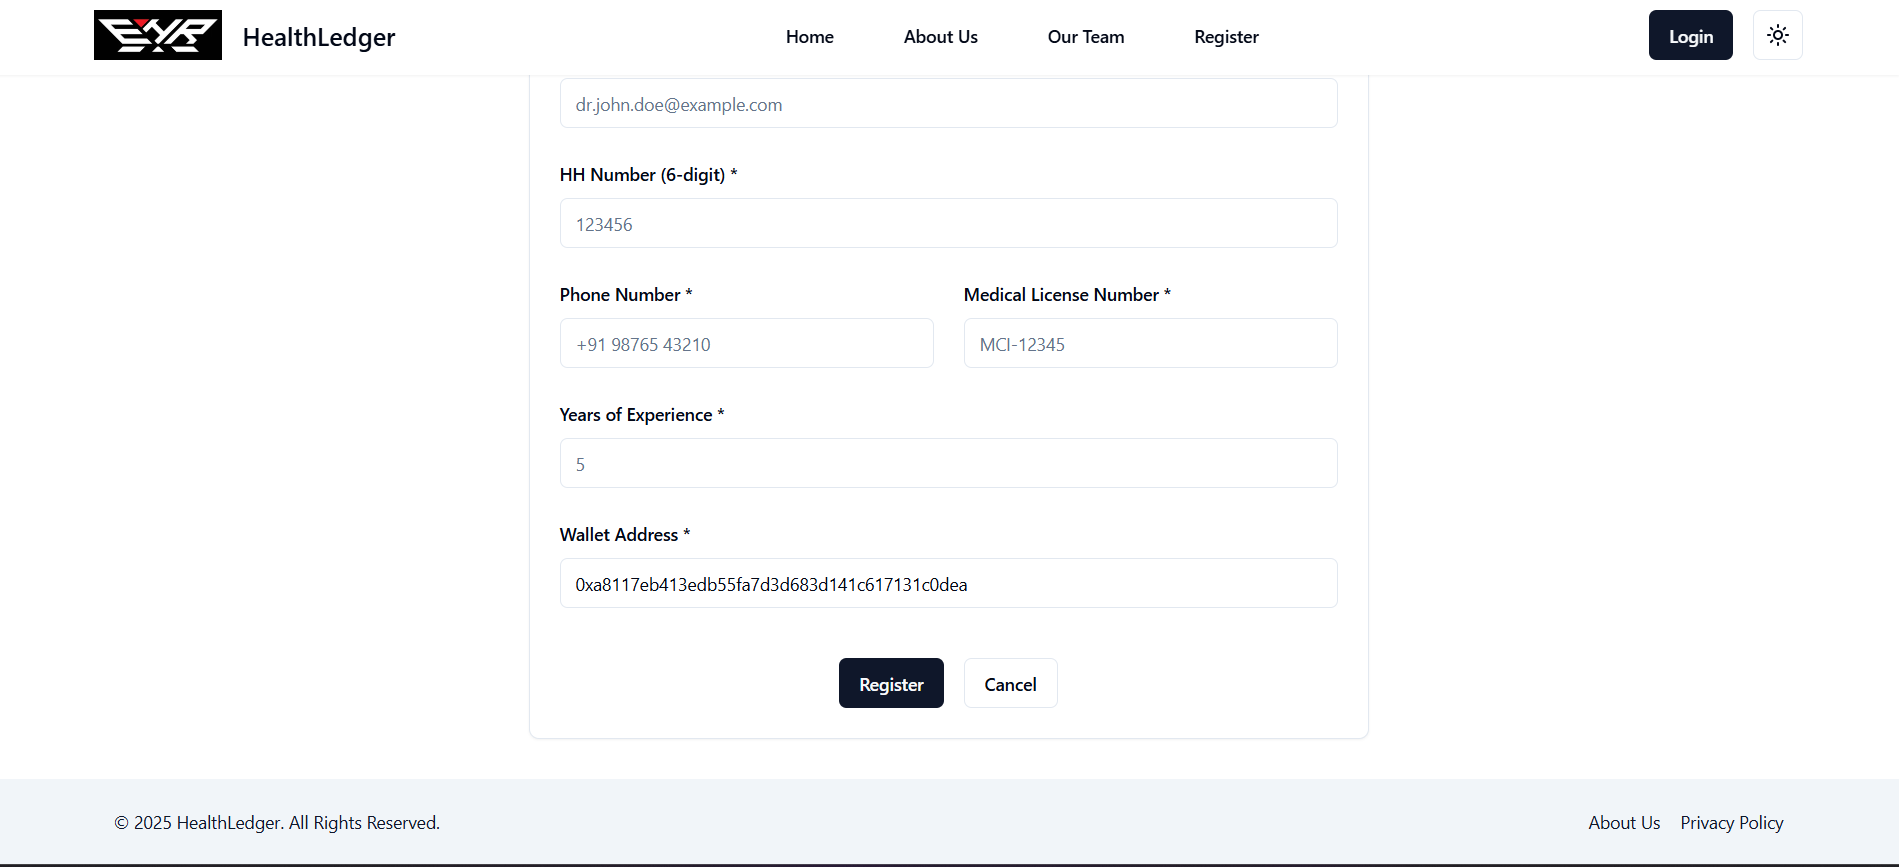 EHR HealthLedger Home About Us Our Team Register Login
dr.john.doe@example.com
HH Number (6-digit) *
123456
Phone Number * Medical License Number *
+91 98765 43210 MCI-12345
Years of Experience *
5
Wallet Address *
0xa8117eb413edb55fa7d3d683d141c617131c0dea
Register Cancel
© 2025 HealthLedger. All Rights Reserved. About Us Privacy Policy